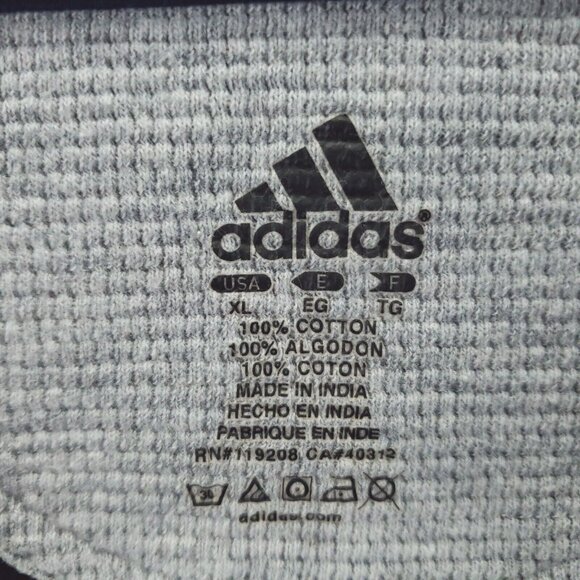 adidas®
USA E F
XL EG TG
100% COTTON
100% ALGODON
100% COTON
MADE IN INDIA
HECHO EN INDIA
FABRIQUE EN INDE
RN#119208 CA#40312
30
adidas.com